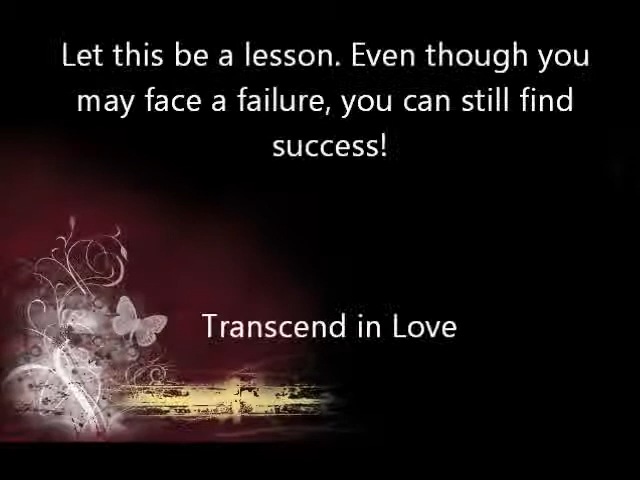 Let this be a lesson. Even though you
may face a failure, you can still find
success!
Transcend in Love